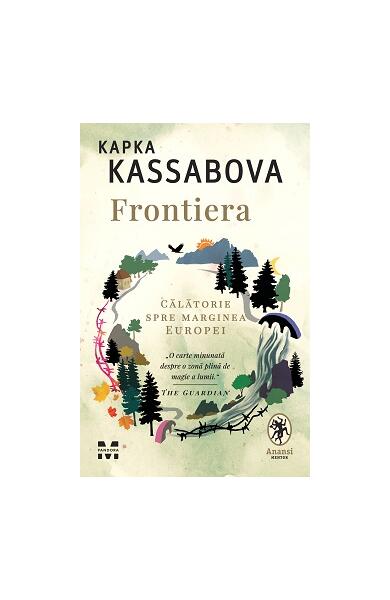 KAPKA
KASSABOVA
Frontiera
CĂLĂTORIE
SPRE MARGINEA
EUROPEI
„O carte minunată
despre o zonă plină de
magie a lumii.“
THE GUARDIAN
PANDORA
M
Anansi
MENTOR